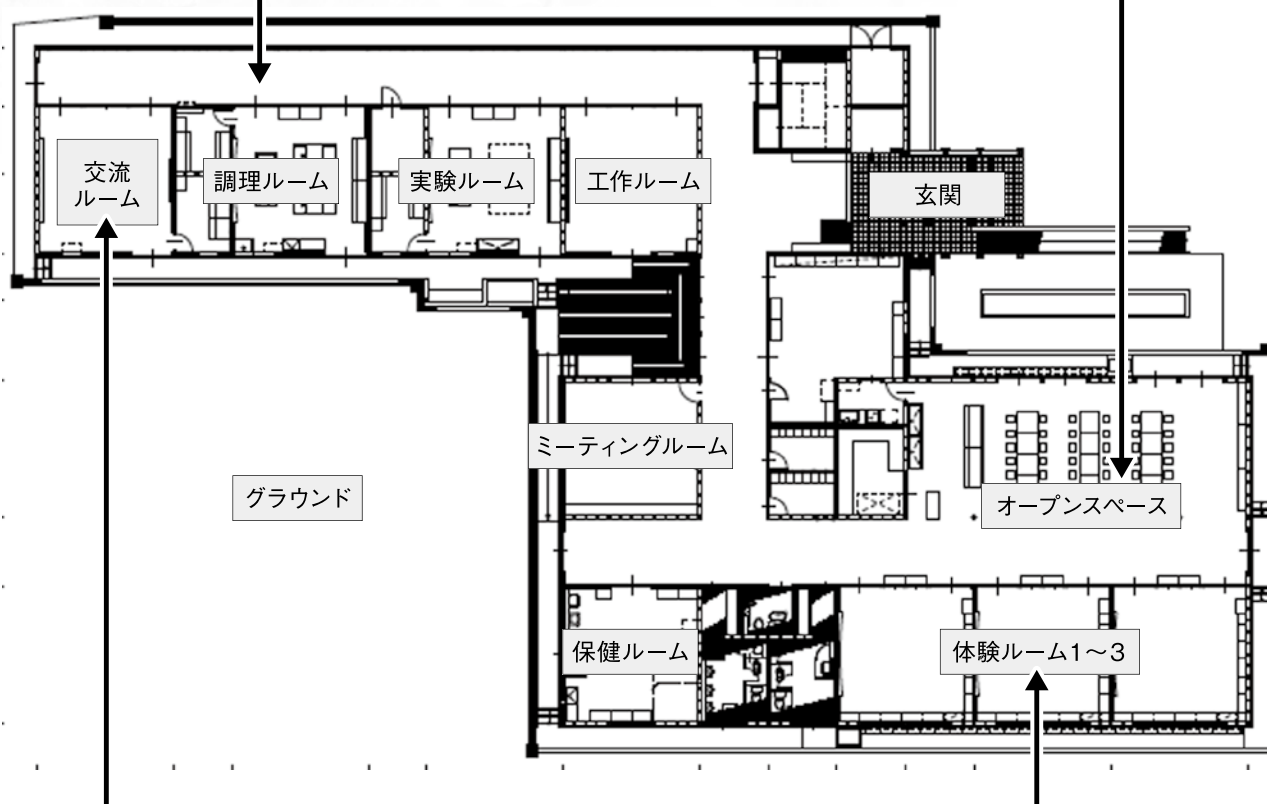 交流
ルーム
調理ルーム
実験ルーム
工作ルーム
玄関
ミーティングルーム
グラウンド
オープンスペース
保健ルーム
体験ルーム1〜3